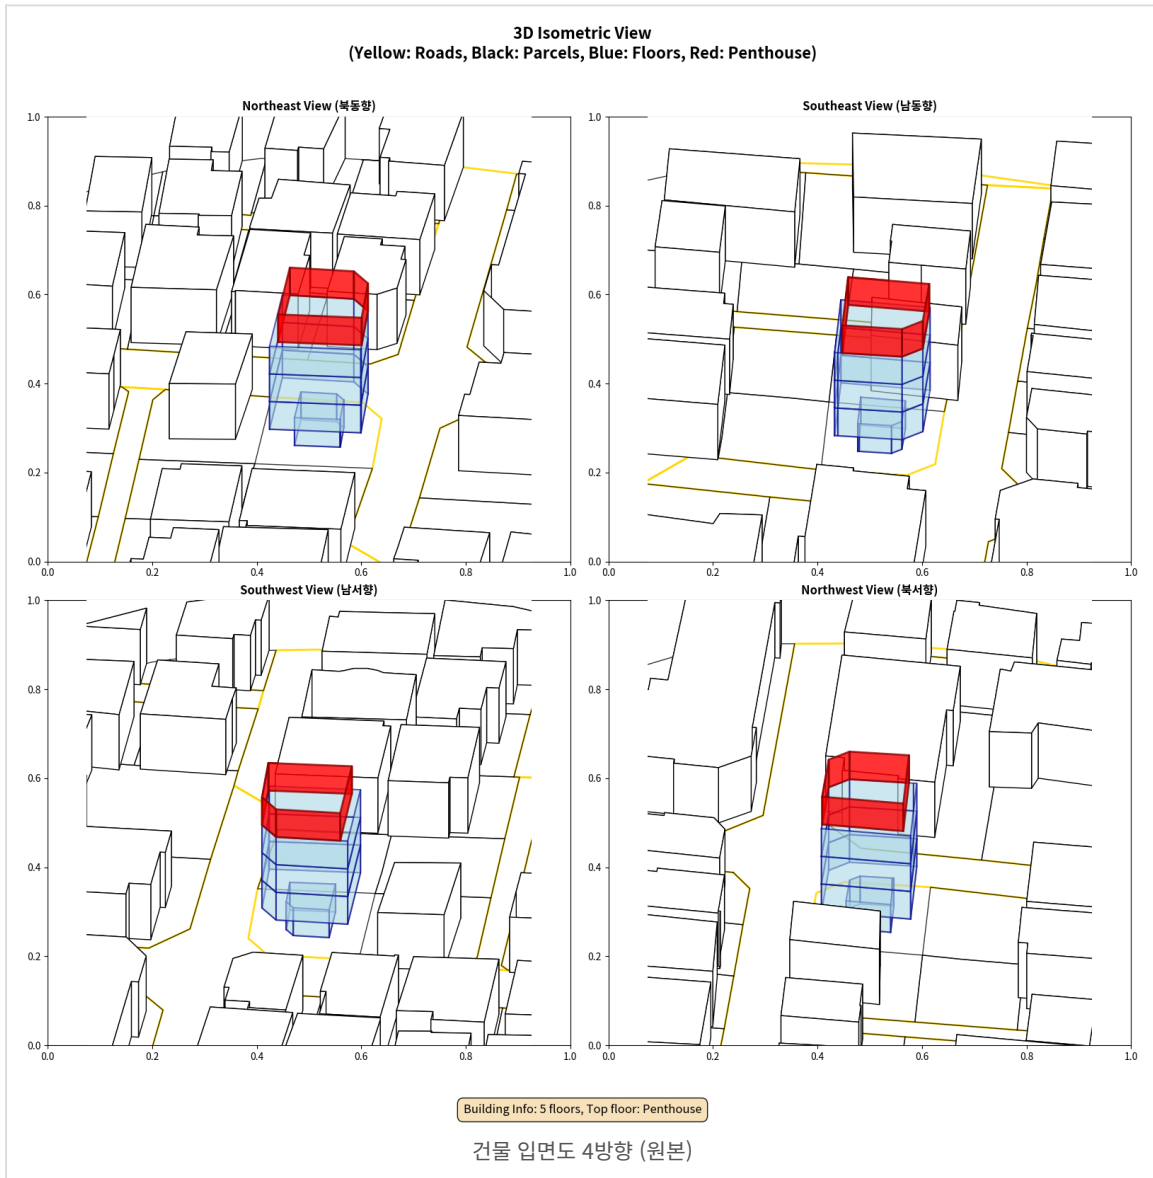 3D Isometric View
(Yellow: Roads, Black: Parcels, Blue: Floors, Red: Penthouse)
Northeast View (북동향)
1.0
0.8
0.6
0.4
0.2
0.0
0.0 0.2 0.4 0.6 0.8 1.0
Southeast View (남동향)
1.0
0.8
0.6
0.4
0.2
0.0
0.0 0.2 0.4 0.6 0.8 1.0
Southwest View (남서향)
1.0
0.8
0.6
0.4
0.2
0.0
0.0 0.2 0.4 0.6 0.8 1.0
Northwest View (북서향)
1.0
0.8
0.6
0.4
0.2
0.0
0.0 0.2 0.4 0.6 0.8 1.0
Building Info: 5 floors, Top floor: Penthouse
건물 입면도 4방향 (원본)